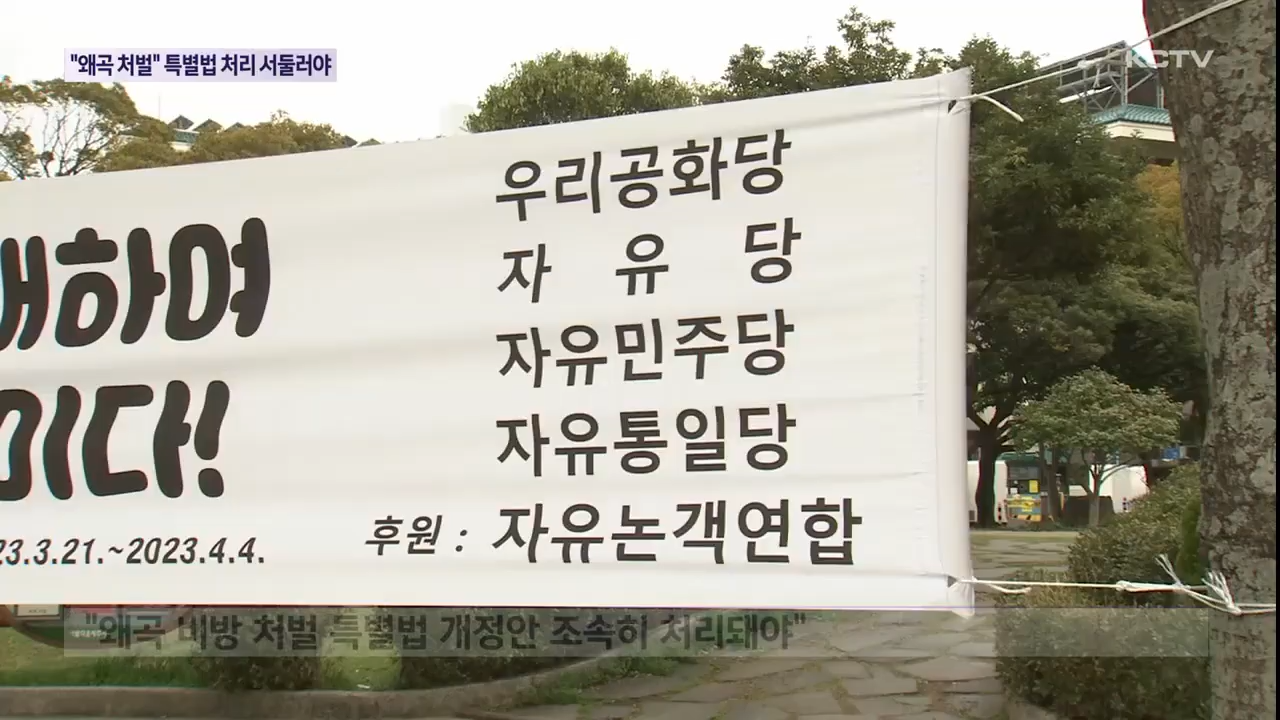 "왜곡 처벌" 특별법 처리 서둘러야
KCTV
우리공화당
자 유 당
자유민주당
자유통일당
후원 : 자유논객연합
하여
이다!
23.3.21.~2023.4.4.
"왜곡 비방 처벌 특별법 개정안 조속히 처리돼야"